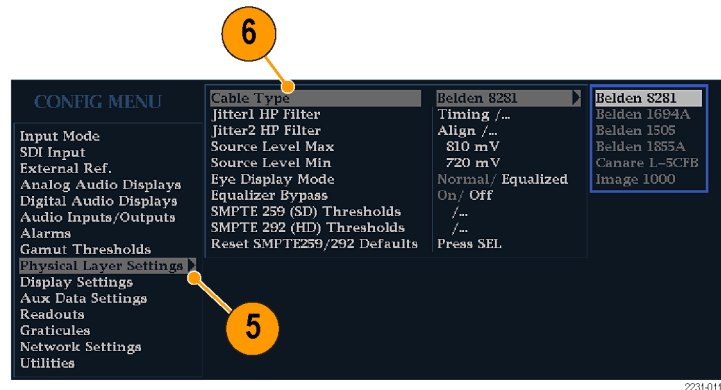 6
CONFIG MENU
Input Mode
SDI Input
External Ref.
Analog Audio Displays
Digital Audio Displays
Audio Inputs/Outputs
Alarms
Gamut Thresholds
Physical Layer Settings
Display Settings
Aux Data Settings
Readouts
Graticules
Network Settings
Utilities
Cable Type Belden 8281
Jitter1 HP Filter Timing /...
Jitter2 HP Filter Align /...
Source Level Max 810 mV
Source Level Min 720 mV
Eye Display Mode Normal/ Equalized
Equalizer Bypass On/ Off
SMPTE 259 (SD) Thresholds /...
SMPTE 292 (HD) Thresholds /...
Reset SMPTE259/292 Defaults Press SEL
Belden 8281
Belden 1694A
Belden 1505
Belden 1855A
Canare L-5CFB
Image 1000
5
2231-011